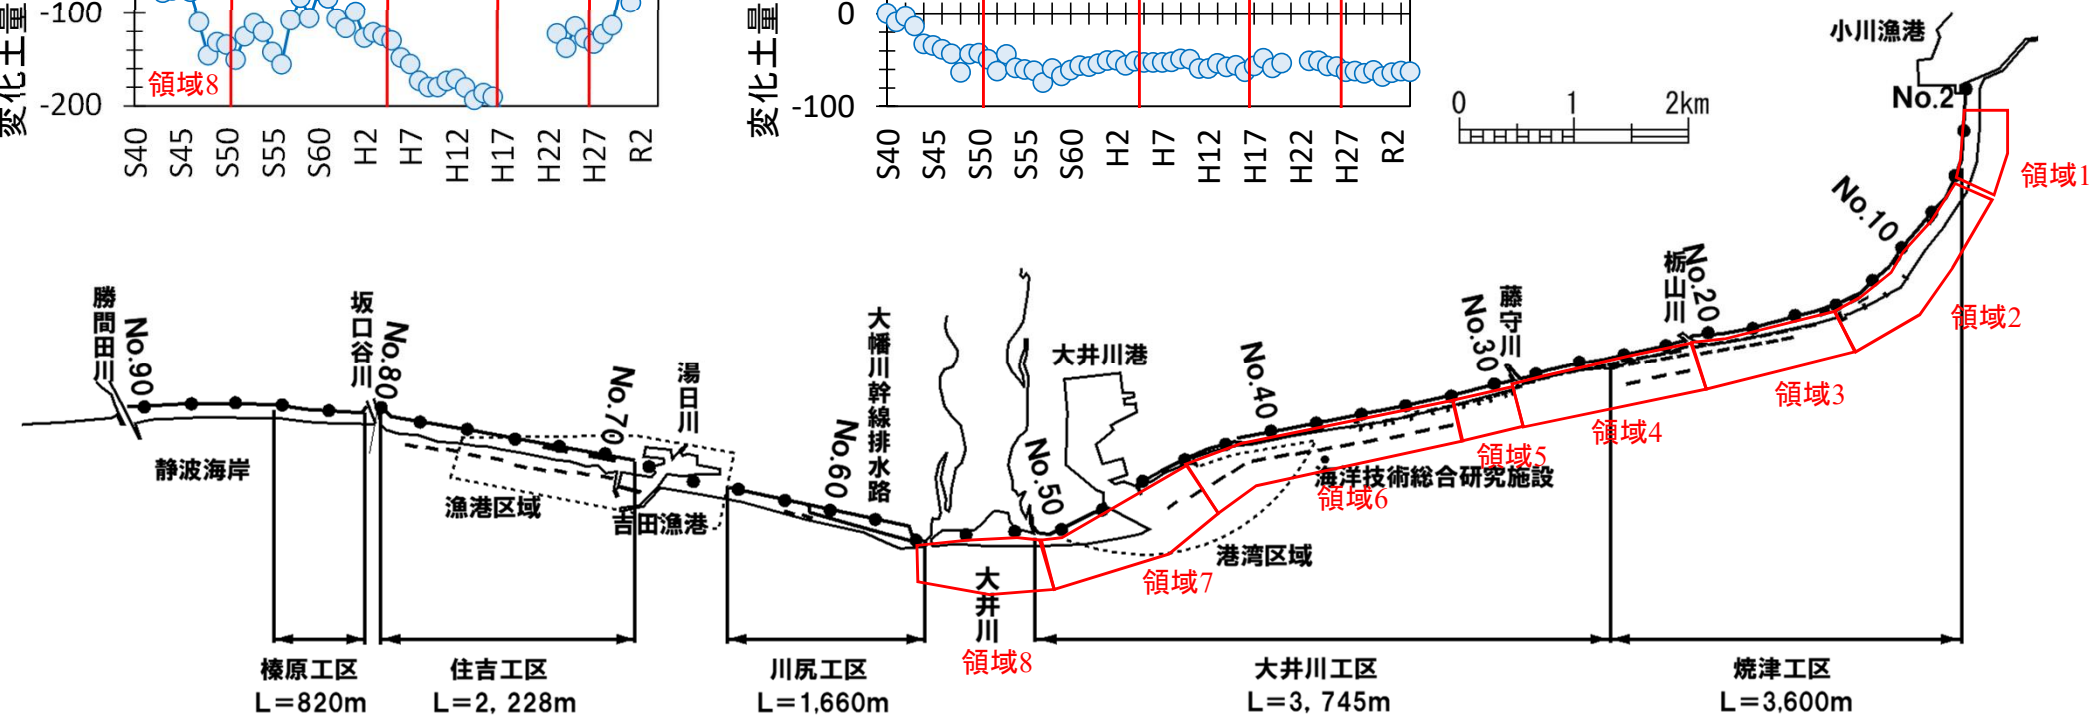 変化土量
-100
-200
領域8
S40
S45
S50
S55
S60
H2
H7
H12
H17
H22
H27
R2
変化土量
0
-100
S40
S45
S50
S55
S60
H2
H7
H12
H17
H22
H27
R2
0 1 2km
小川漁港
No.2
領域1
No.10
領域2
栃山川
No.20
領域3
藤守川
No.30
領域4
領域5
海洋技術総合研究施設
領域6
No.40
大井川港
港湾区域
領域7
No.50
大井川
領域8
大幡川幹線排水路
No.60
湯日川
No.70
吉田漁港
漁港区域
No.80
坂口谷川
静波海岸
No.90
勝間田川
榛原工区
L=820m
住吉工区
L=2,228m
川尻工区
L=1,660m
大井川工区
L=3,745m
焼津工区
L=3,600m